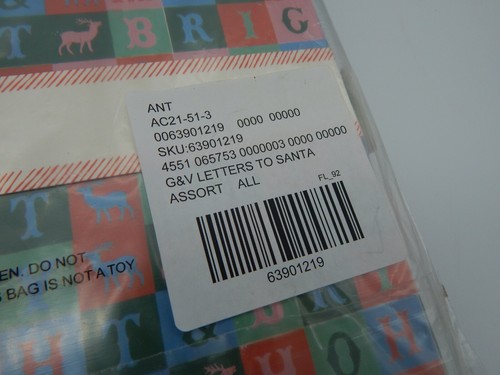 T BRIG
ANT
AC21-51-3
0063901219 0000 00000
SKU:63901219
4551 065753 0000003 0000 00000
G&V LETTERS TO SANTA
ASSORT ALL
FL_92
63901219
EN. DO NOT
BAG IS NOT A TOY